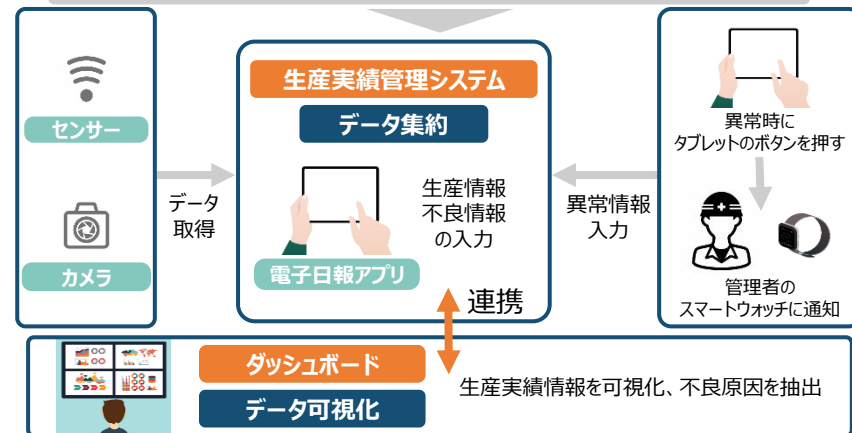 センサー
カメラ
データ
取得
生産実績管理システム
データ集約
生産情報
不良情報
の入力
電子日報アプリ
異常情報
入力
異常時に
タブレットのボタンを押す
管理者の
スマートウォッチに通知
連携
ダッシュボード
データ可視化
生産実績情報を可視化、不良原因を抽出